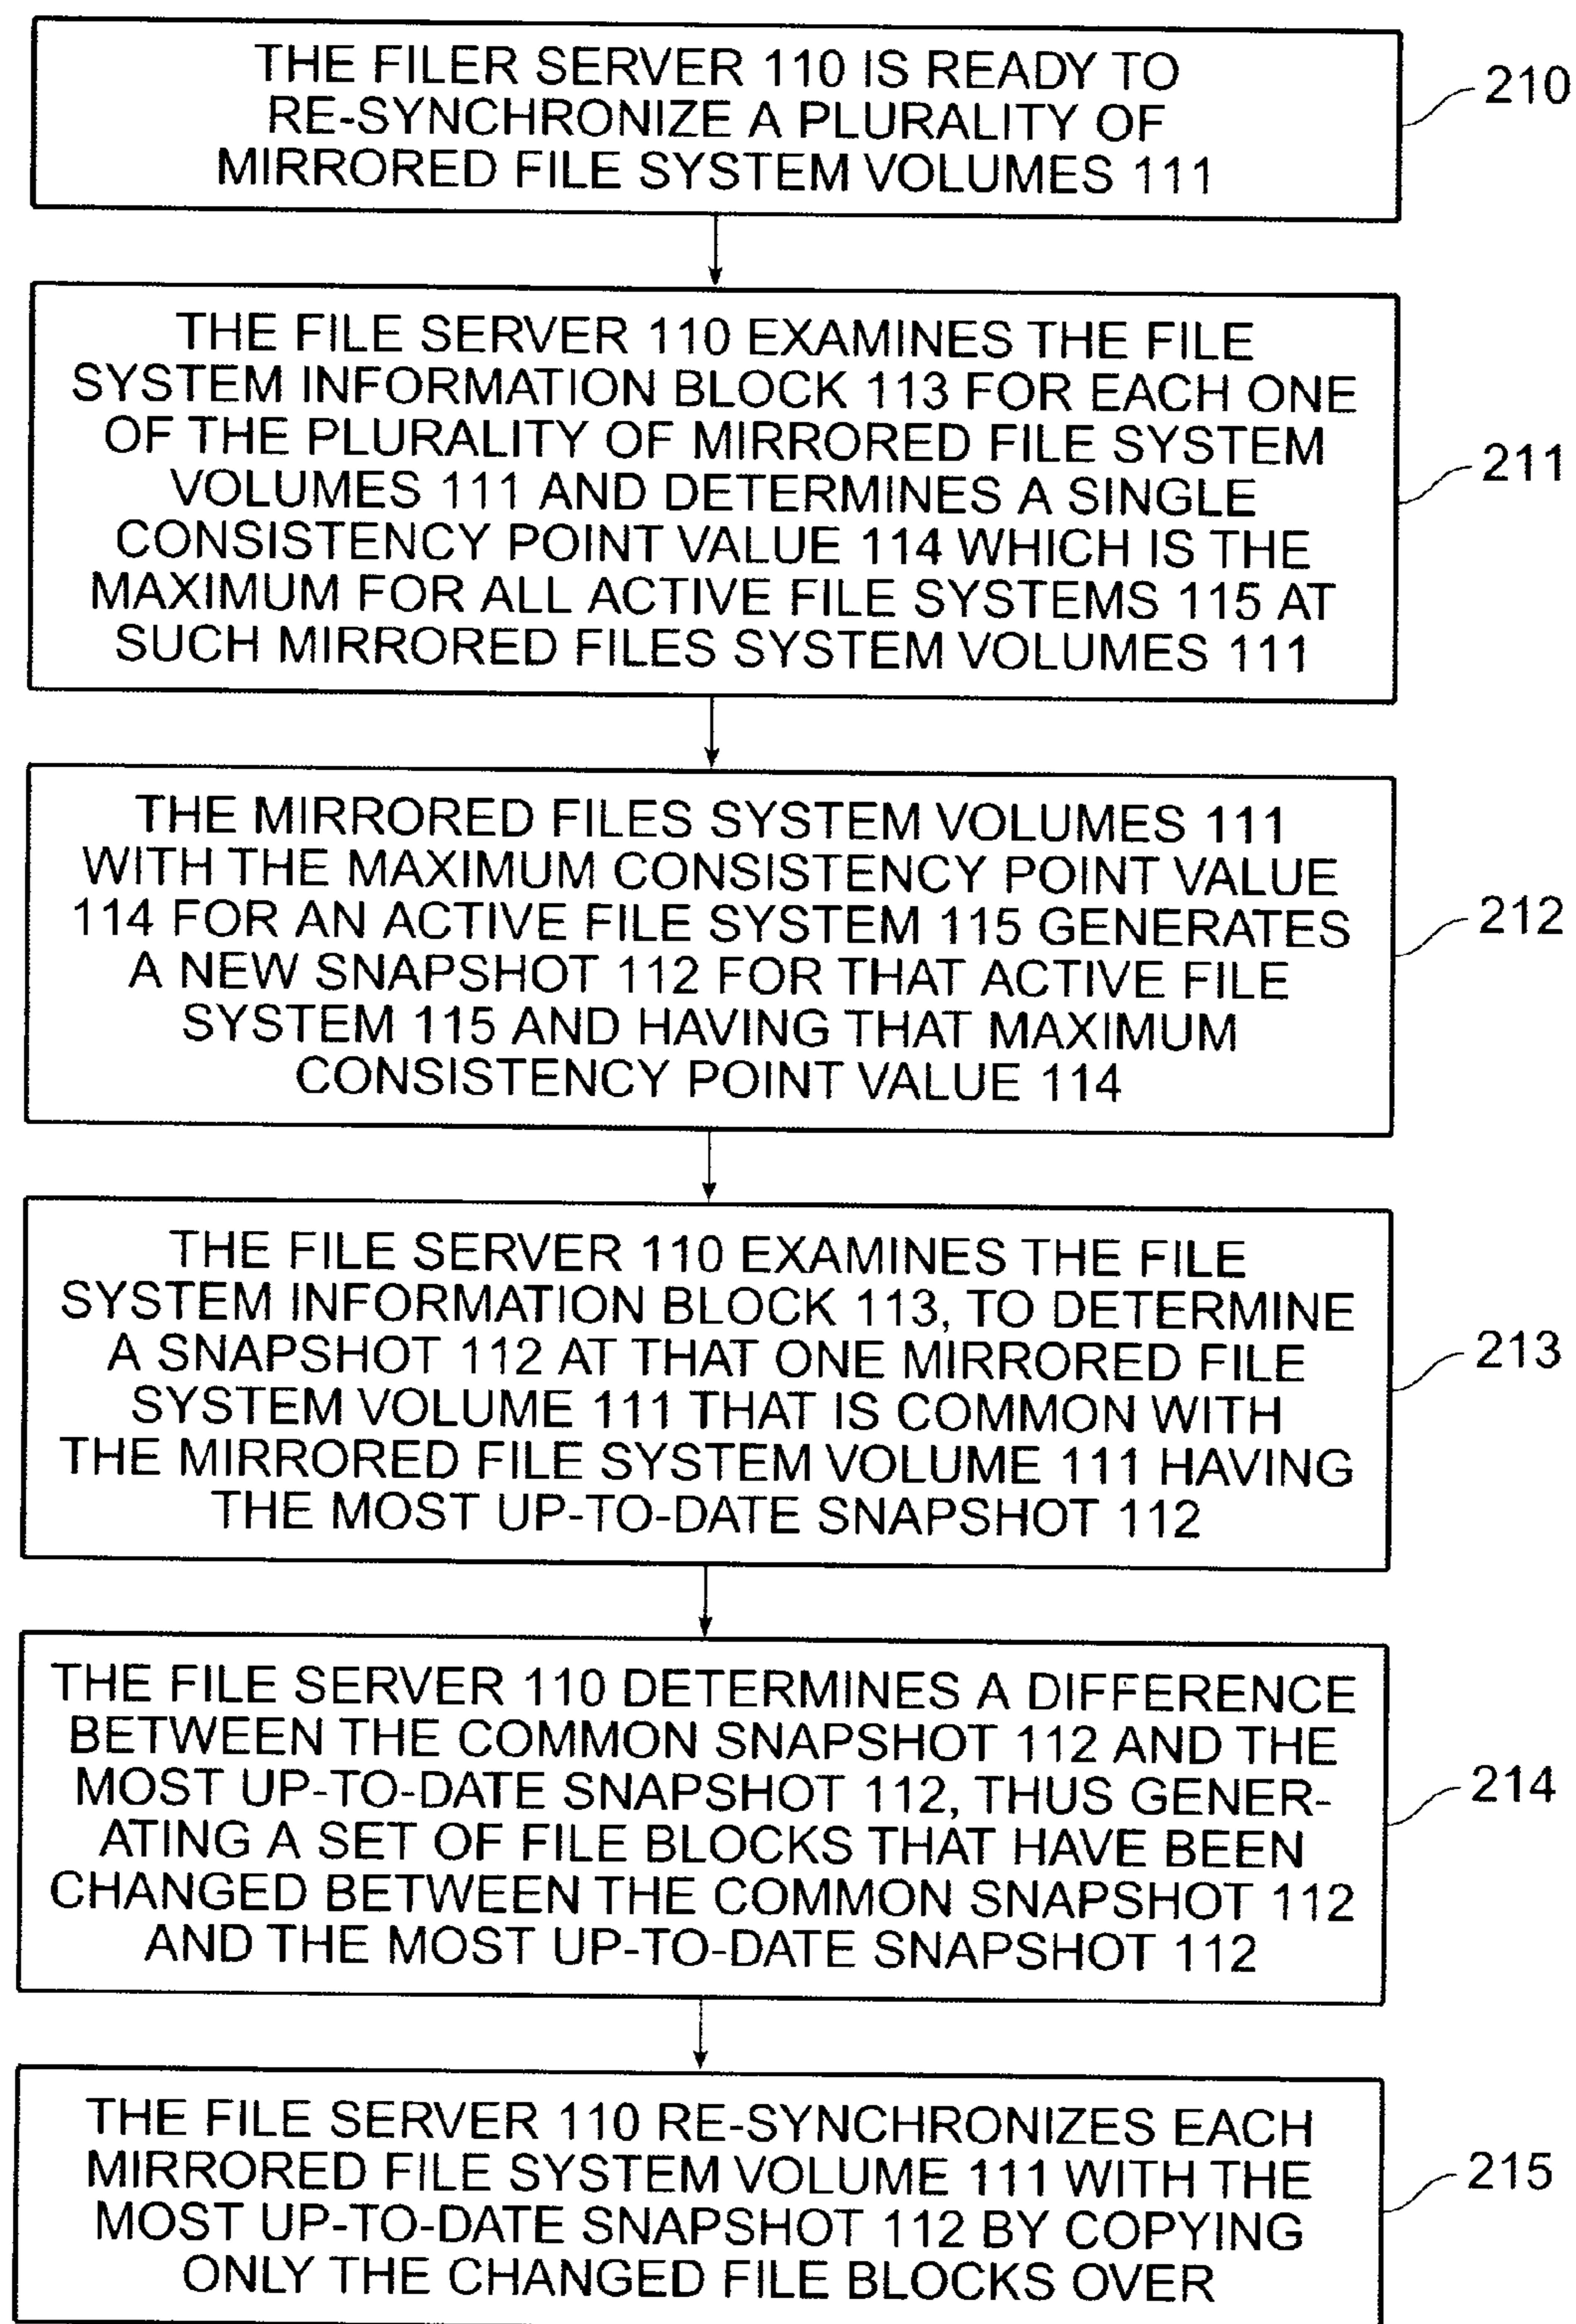 THE FILER SERVER 110 IS READY TO
RE-SYNCHRONIZE A PLURALITY OF
MIRRORED FILE SYSTEM VOLUMES 111
210
THE FILE SERVER 110 EXAMINES THE FILE
SYSTEM INFORMATION BLOCK 113 FOR EACH ONE
OF THE PLURALITY OF MIRRORED FILE SYSTEM
VOLUMES 111 AND DETERMINES A SINGLE
CONSISTENCY POINT VALUE 114 WHICH IS THE
MAXIMUM FOR ALL ACTIVE FILE SYSTEMS 115 AT
SUCH MIRRORED FILES SYSTEM VOLUMES 111
211
THE MIRRORED FILES SYSTEM VOLUMES 111
WITH THE MAXIMUM CONSISTENCY POINT VALUE
114 FOR AN ACTIVE FILE SYSTEM 115 GENERATES
A NEW SNAPSHOT 112 FOR THAT ACTIVE FILE
SYSTEM 115 AND HAVING THAT MAXIMUM
CONSISTENCY POINT VALUE 114
212
THE FILE SERVER 110 EXAMINES THE FILE
SYSTEM INFORMATION BLOCK 113, TO DETERMINE
A SNAPSHOT 112 AT THAT ONE MIRRORED FILE
SYSTEM VOLUME 111 THAT IS COMMON WITH
THE MIRRORED FILE SYSTEM VOLUME 111 HAVING
THE MOST UP-TO-DATE SNAPSHOT 112
213
THE FILE SERVER 110 DETERMINES A DIFFERENCE
BETWEEN THE COMMON SNAPSHOT 112 AND THE
MOST UP-TO-DATE SNAPSHOT 112, THUS GENER-
ATING A SET OF FILE BLOCKS THAT HAVE BEEN
CHANGED BETWEEN THE COMMON SNAPSHOT 112
AND THE MOST UP-TO-DATE SNAPSHOT 112
214
THE FILE SERVER 110 RE-SYNCHRONIZES EACH
MIRRORED FILE SYSTEM VOLUME 111 WITH THE
MOST UP-TO-DATE SNAPSHOT 112 BY COPYING
ONLY THE CHANGED FILE BLOCKS OVER
215